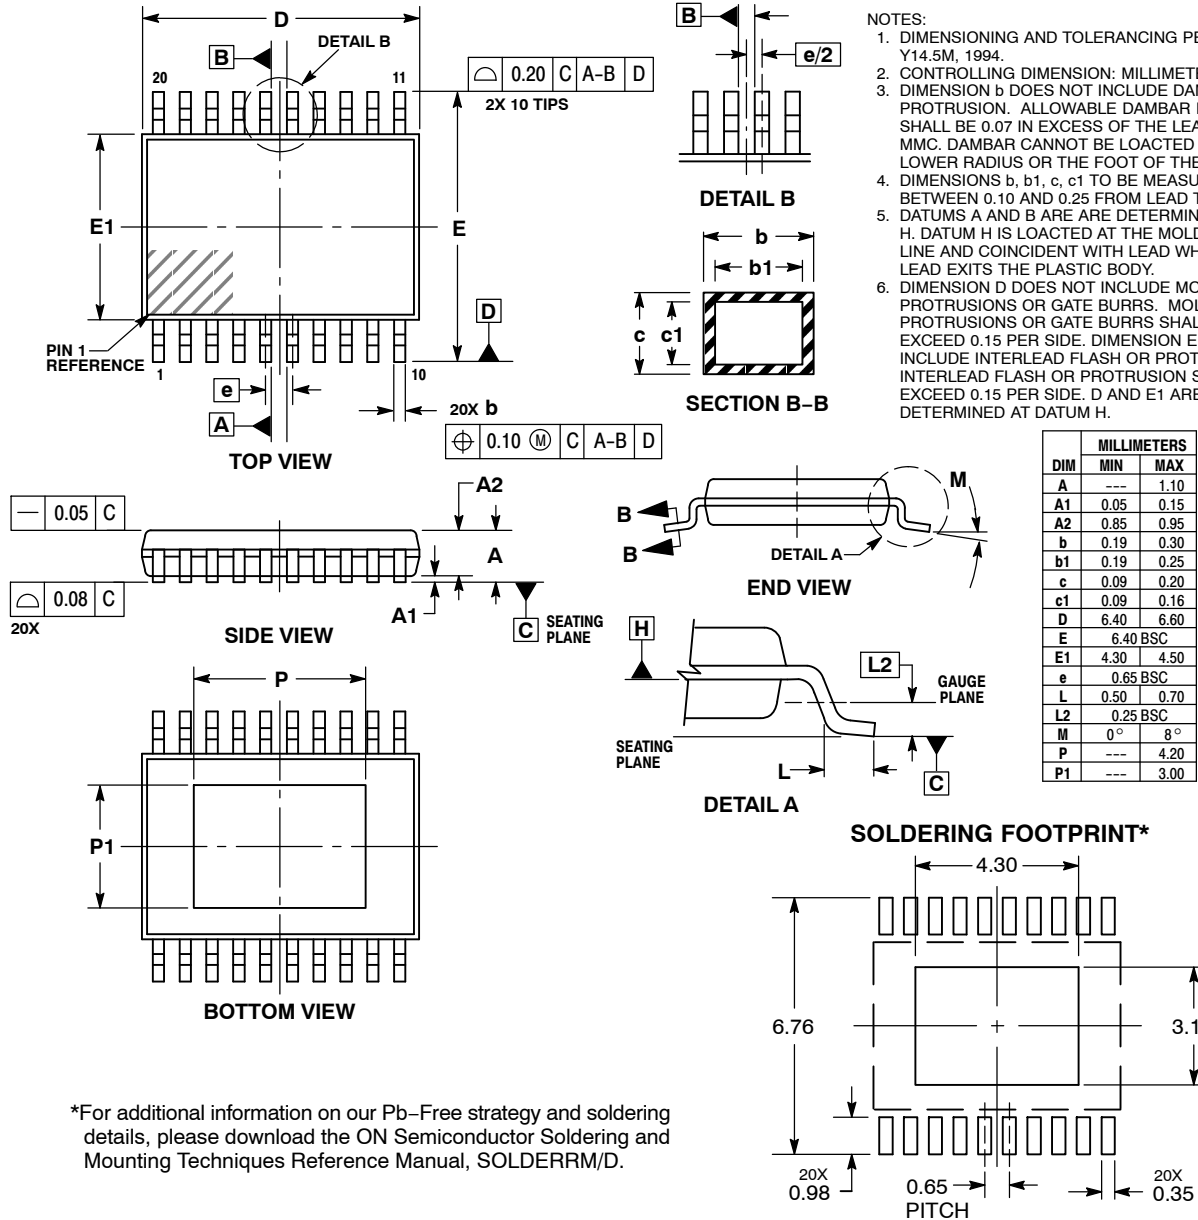 D
B
DETAIL B
20
11
0.20 C A–B D
2X 10 TIPS
E1
E
D
PIN 1
REFERENCE
1
10
e
20X b
A
0.10 M C A–B D
TOP VIEW
B
e/2
DETAIL B
b
b1
c
c1
SECTION B–B
NOTES:
1. DIMENSIONING AND TOLERANCING
Y14.5M, 1994.
2. CONTROLLING DIMENSION:
3. DIMENSION b DOES NOT INCLUDE
PROTRUSION. ALLOWABLE DAMBAR
SHALL BE 0.07 IN EXCESS OF THE
MMC. DAMBAR CANNOT BE LOACTED
LOWER RADIUS OR THE FOOT OF THE
4. DIMENSIONS b, b1, c, c1 TO BE
BETWEEN 0.10 AND 0.25 FROM LEAD
5. DATUMS A AND B ARE ARE
H. DATUM H IS LOACTED AT THE
LINE AND COINCIDENT WITH LEAD
LEAD EXITS THE PLASTIC BODY.
6. DIMENSION D DOES NOT INCLUDE
PROTRUSIONS OR GATE BURRS.
PROTRUSIONS OR GATE BURRS
EXCEED 0.15 PER SIDE. DIMENSION
INCLUDE INTERLEAD FLASH OR
INTERLEAD FLASH OR PROTRUSION
EXCEED 0.15 PER SIDE. D AND E1 ARE
DETERMINED AT DATUM H.
MILLIMETERS
DIM MIN MAX
A --- 1.10
A1 0.05 0.15
A2 0.85 0.95
b 0.19 0.30
b1 0.19 0.25
c 0.09 0.20
c1 0.09 0.16
D 6.40 6.60
E 6.40 BSC
E1 4.30 4.50
e 0.65 BSC
L 0.50 0.70
L2 0.25 BSC
M 0° 8°
P --- 4.20
P1 --- 3.00
0.05 C
A2
A
0.08 C
20X
A1
C SEATING
PLANE
SIDE VIEW
B
B
M
DETAIL A
END VIEW
H
L2
GAUGE
PLANE
SEATING
PLANE
L
C
DETAIL A
P
P1
BOTTOM VIEW
SOLDERING FOOTPRINT*
4.30
6.76
20X
0.98
0.65
PITCH
20X
0.35
*For additional information on our Pb–Free strategy and soldering
details, please download the ON Semiconductor Soldering and
Mounting Techniques Reference Manual, SOLDERRM/D.